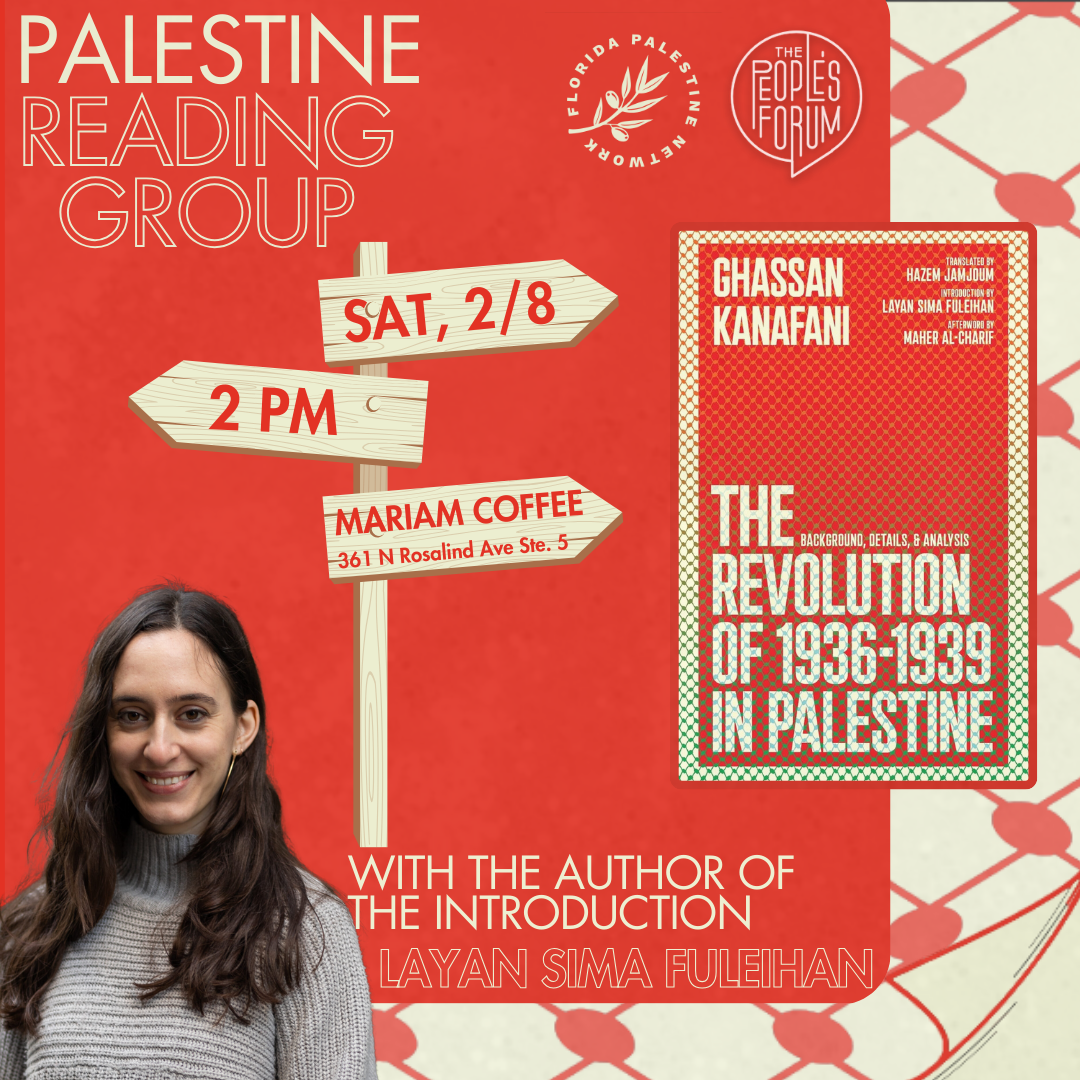 PALESTINE
READING
GROUP
FLORIDA PALESTINE NETWORK
THE
PEOPLE'S
FORUM
SAT, 2/8
2 PM
MARIAM COFFEE
361 N Rosalind Ave Ste. 5
GHASSAN
KANAFANI
TRANSLATED BY
HAZEM JAMJOUM
INTRODUCTION BY
LAYAN SIMA FULEIHAN
AFTERWORD BY
MAHER AL-CHARIF
THE
BACKGROUND, DETAILS, & ANALYSIS
REVOLUTION
OF 1936-1939
IN PALESTINE
WITH THE AUTHOR OF
THE INTRODUCTION
LAYAN SIMA FULEIHAN